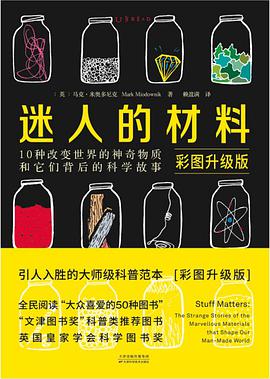 UNREAD
[英] 马克·米奥多尼克 Mark Miodownik 著 赖盈满 译
迷人的材料
10种改变世界的神奇物质
和它们背后的科学故事
彩图升级版
引人入胜的大师级科普范本 [彩图升级版]
全民阅读“大众喜爱的50种图书”
“文津图书奖”科普类推荐图书
英国皇家学会科学图书奖
Stuff Matters:
The Strange Stories of the
Marvellous Materials
that Shape Our
Man-Made World